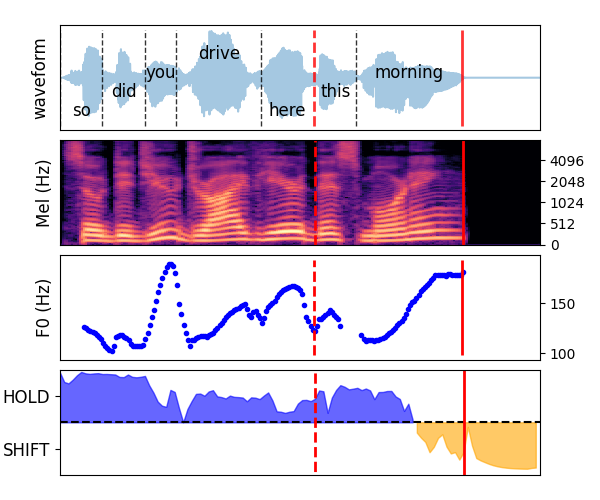 waveform
so
did
you
drive
here
this
morning
Mel (Hz)
4096
2048
1024
512
0
F0 (Hz)
150
100
HOLD
SHIFT